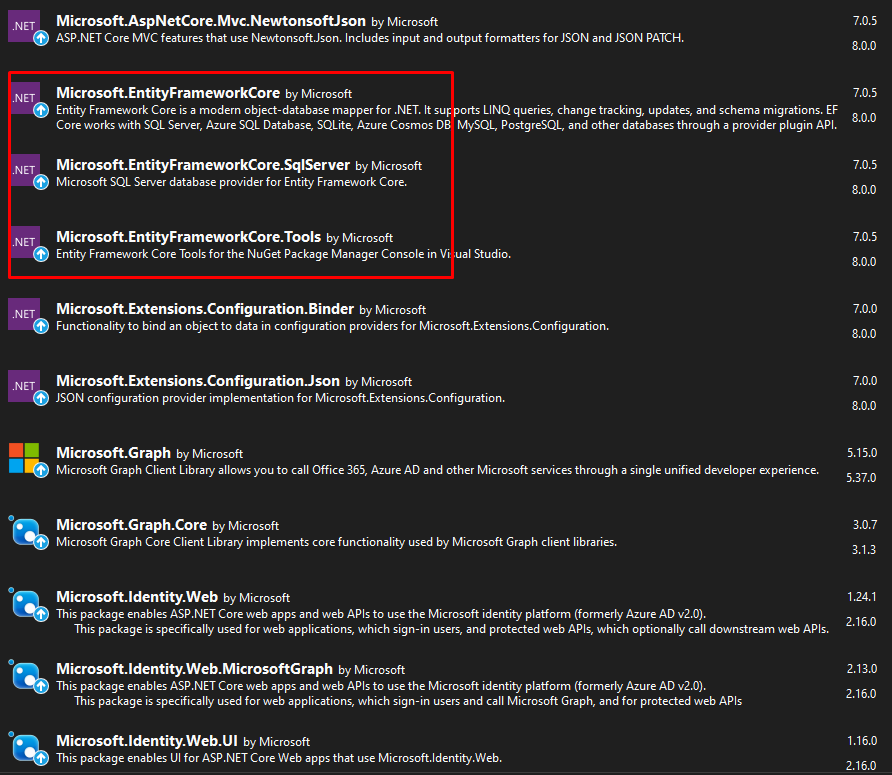 .NET
Microsoft.AspNetCore.Mvc.NewtonsoftJson by Microsoft 7.0.5
ASP.NET Core MVC features that use Newtonsoft.Json. Includes input and output formatters for JSON and JSON PATCH.
8.0.0
.NET
Microsoft.EntityFrameworkCore by Microsoft 7.0.5
Entity Framework Core is a modern object-database mapper for .NET. It supports LINQ queries, change tracking, updates, and schema migrations. EF
Core works with SQL Server, Azure SQL Database, SQLite, Azure Cosmos DB, MySQL, PostgreSQL, and other databases through a provider plugin API.
8.0.0
.NET
Microsoft.EntityFrameworkCore.SqlServer by Microsoft 7.0.5
Microsoft SQL Server database provider for Entity Framework Core.
8.0.0
.NET
Microsoft.EntityFrameworkCore.Tools by Microsoft 7.0.5
Entity Framework Core Tools for the NuGet Package Manager Console in Visual Studio.
8.0.0
.NET
Microsoft.Extensions.Configuration.Binder by Microsoft 7.0.0
Functionality to bind an object to data in configuration providers for Microsoft.Extensions.Configuration.
8.0.0
.NET
Microsoft.Extensions.Configuration.Json by Microsoft 7.0.0
JSON configuration provider implementation for Microsoft.Extensions.Configuration.
8.0.0
Microsoft.Graph by Microsoft 5.15.0
Microsoft Graph Client Library allows you to call Office 365, Azure AD and other Microsoft services through a single unified developer experience.
5.37.0
Microsoft.Graph.Core by Microsoft 3.0.7
Microsoft Graph Core Client Library implements core functionality used by Microsoft Graph client libraries.
3.1.3
Microsoft.Identity.Web by Microsoft 1.24.1
This package enables ASP.NET Core web apps and web APIs to use the Microsoft identity platform (formerly Azure AD v2.0).
This package is specifically used for web applications, which sign-in users, and protected web APIs, which optionally call downstream web APIs.
2.16.0
Microsoft.Identity.Web.MicrosoftGraph by Microsoft 2.13.0
This package enables ASP.NET Core web apps and web APIs to use the Microsoft identity platform (formerly Azure AD v2.0).
This package is specifically used for web applications, which sign-in users and call Microsoft Graph, and for protected web APIs
2.16.0
Microsoft.Identity.Web.UI by Microsoft 1.16.0
This package enables UI for ASP.NET Core Web apps that use Microsoft.Identity.Web.
2.16.0